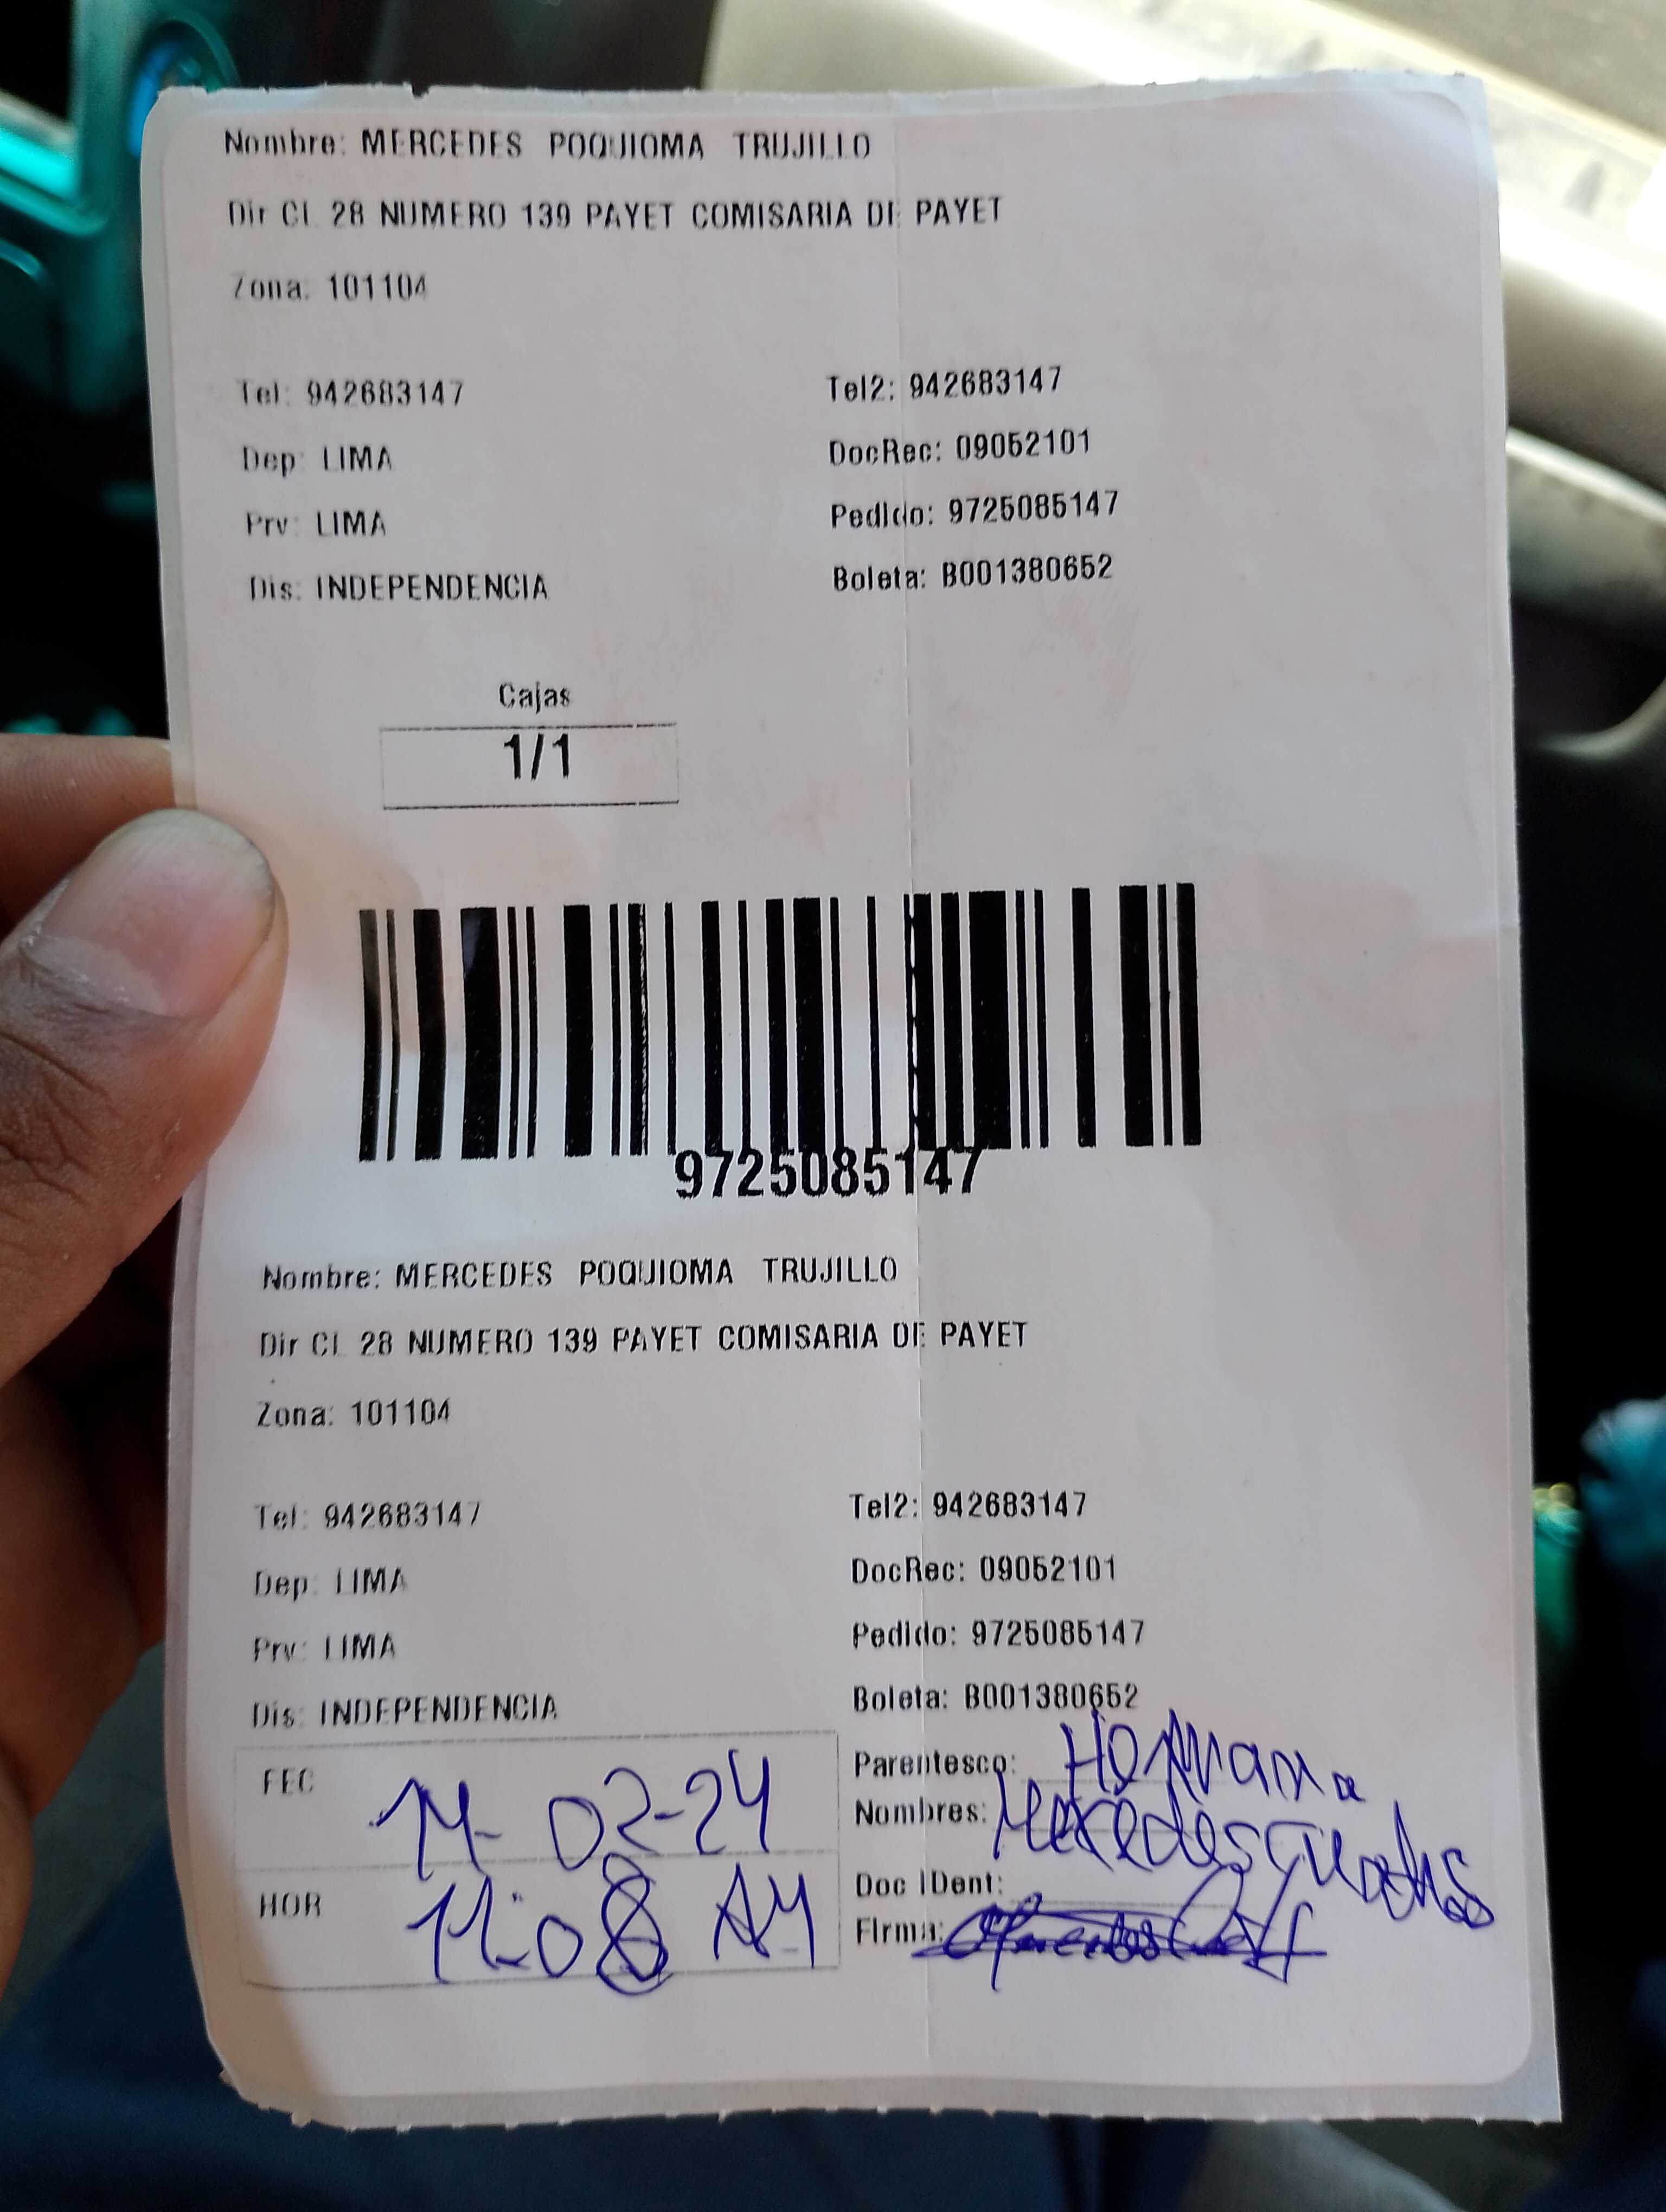 Nombre: MERCEDES POQUIOMA TRUJILLO
Dir CL 28 NUMERO 139 PAYET COMISARIA DE PAYET
Zona: 101104
Tel: 942683147 Tel2: 942683147
Dep: LIMA DocRec: 09052101
Prv: LIMA Pedido: 9725085147
Dis: INDEPENDENCIA Boleta: B001380652
Cajas
1/1
9725085147
Nombre: MERCEDES POQUIOMA TRUJILLO
Dir CL 28 NUMERO 139 PAYET COMISARIA DE PAYET
Zona: 101104
Tel: 942683147 Tel2: 942683147
Dep: LIMA DocRec: 09052101
Prv: LIMA Pedido: 9725085147
Dis: INDEPENDENCIA Boleta: B001380652
FEC Parentesco: Hermana
02-24 Nombres: Mercedes
HOR Doc IDent:
08 AM Firma: